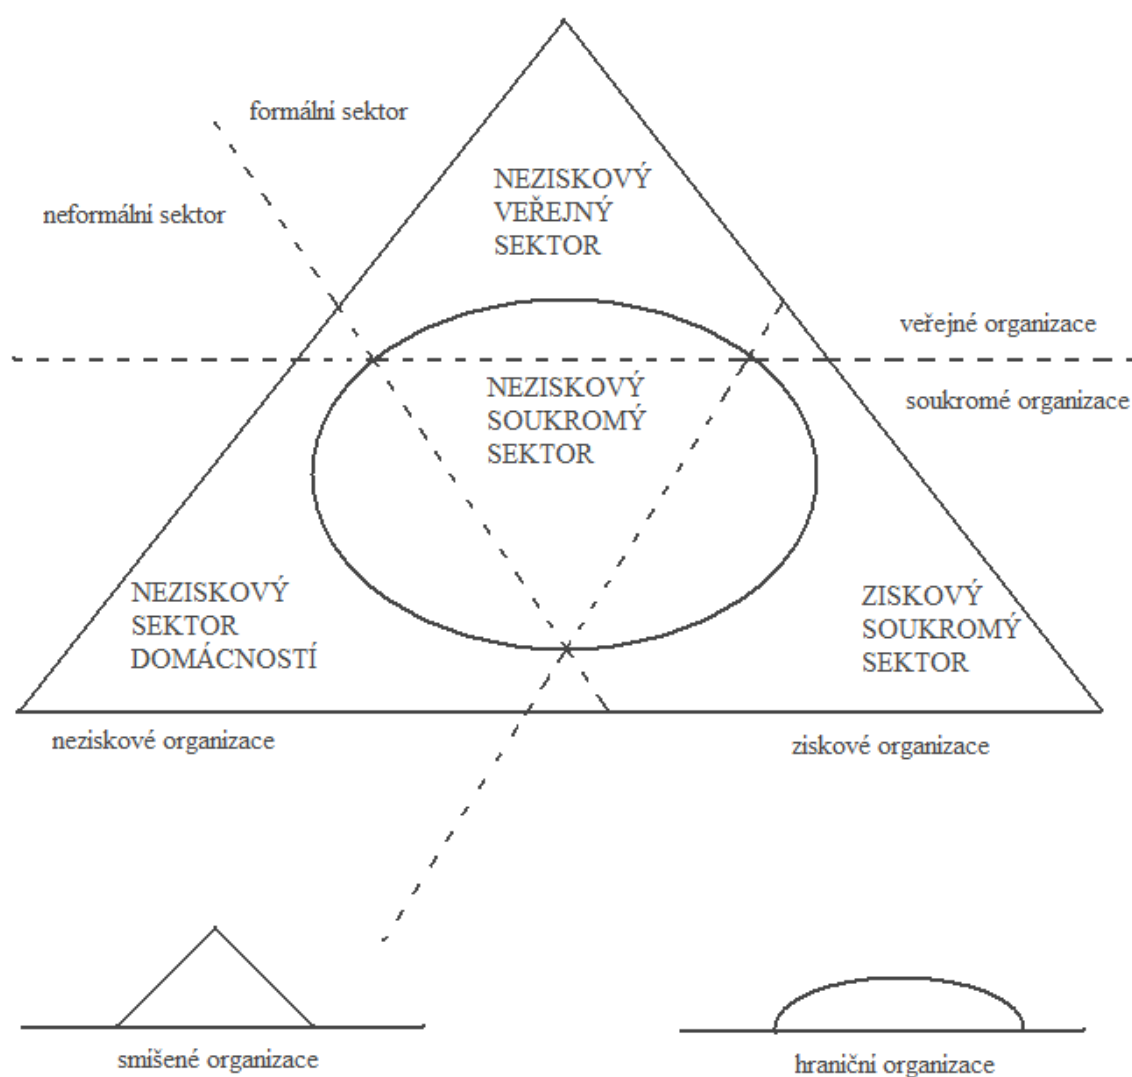 formální sektor
neformální sektor
NEZISKOVÝ
VEŘEJNÝ
SEKTOR
veřejné organizace
soukromé organizace
NEZISKOVÝ
SOUKROMÝ
SEKTOR
NEZISKOVÝ
SEKTOR
DOMÁCNOSTÍ
ZISKOVÝ
SOUKROMÝ
SEKTOR
neziskové organizace
ziskové organizace
smíšené organizace
hraniční organizace